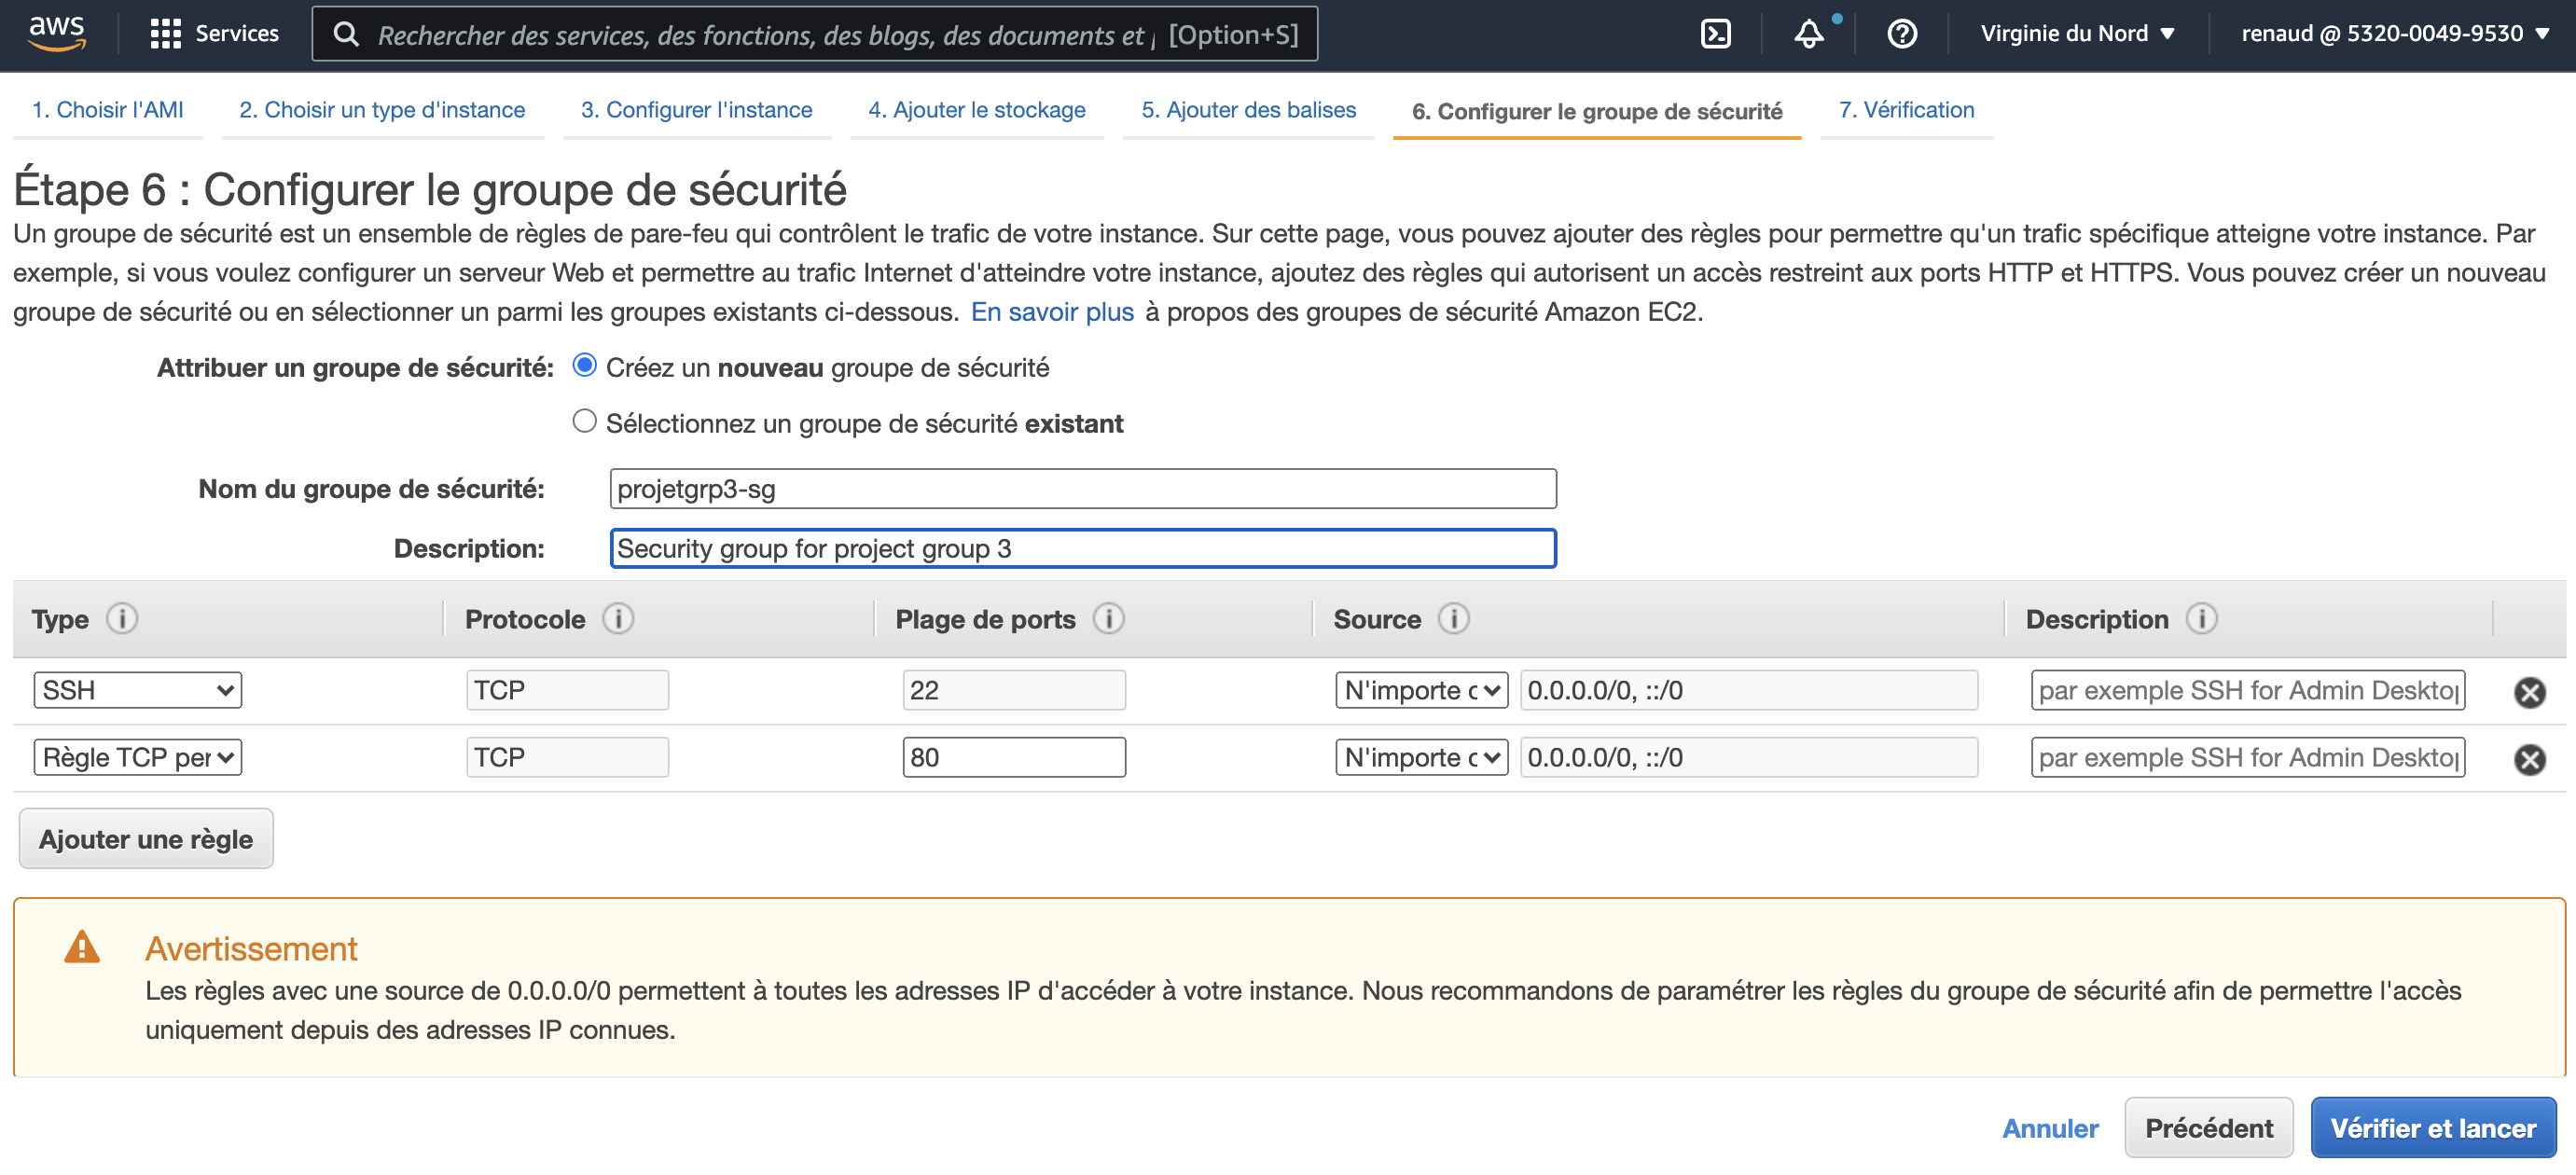 aws Services Rechercher des services, des fonctions, des blogs, des documents et [Option+S] Virginie du Nord renaud @ 5320-0049-9530
1. Choisir l'AMI 2. Choisir un type d'instance 3. Configurer l'instance 4. Ajouter le stockage 5. Ajouter des balises 6. Configurer le groupe de sécurité 7. Vérification
Étape 6 : Configurer le groupe de sécurité
Un groupe de sécurité est un ensemble de règles de pare-feu qui contrôlent le trafic de votre instance. Sur cette page, vous pouvez ajouter des règles pour permettre qu'un trafic spécifique atteigne votre instance. Par
exemple, si vous voulez configurer un serveur Web et permettre au trafic Internet d'atteindre votre instance, ajoutez des règles qui autorisent un accès restreint aux ports HTTP et HTTPS. Vous pouvez créer un nouveau
groupe de sécurité ou en sélectionner un parmi les groupes existants ci-dessous. En savoir plus à propos des groupes de sécurité Amazon EC2.
Attribuer un groupe de sécurité: Créez un nouveau groupe de sécurité
Sélectionnez un groupe de sécurité existant
Nom du groupe de sécurité: projetgrp3-sg
Description: Security group for project group 3
Type Protocole Plage de ports Source Description
SSH TCP 22 N'importe 0.0.0.0/0, ::/0 par exemple SSH for Admin Desktop
Règle TCP per TCP 80 N'importe 0.0.0.0/0, ::/0 par exemple SSH for Admin Desktop
Ajouter une règle
Avertissement
Les règles avec une source de 0.0.0.0/0 permettent à toutes les adresses IP d'accéder à votre instance. Nous recommandons de paramétrer les règles du groupe de sécurité afin de permettre l'accès
uniquement depuis des adresses IP connues.
Annuler Précédent Vérifier et lancer